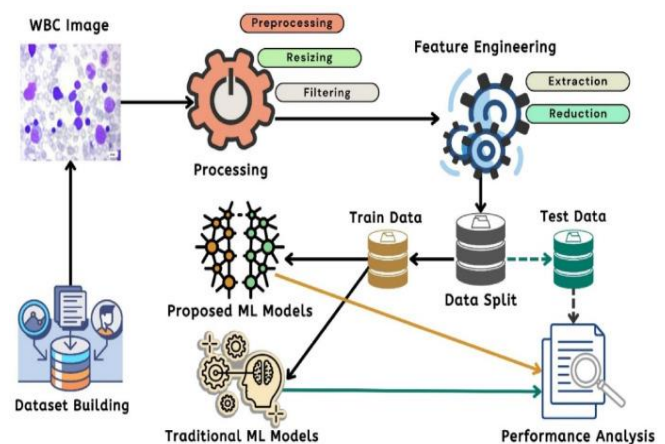 WBC Image
Preprocessing
Resizing
Filtering
Processing
Feature Engineering
Extraction
Reduction
Train Data
Test Data
Data Split
Proposed ML Models
Dataset Building
Traditional ML Models
Performance Analysis